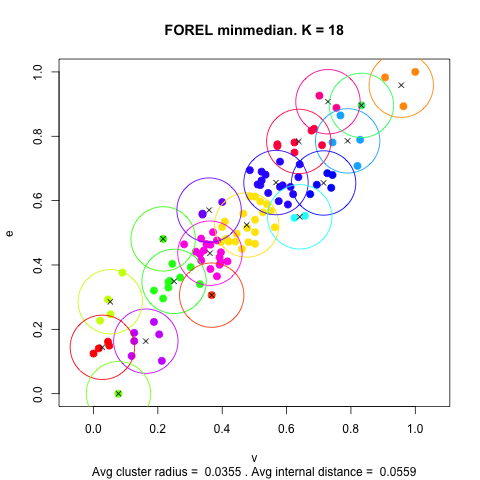 FOREL minmedian. K = 18
1.0
0.8
0.6
0.4
0.2
0.0
e
0.0 0.2 0.4 0.6 0.8 1.0
v
Avg cluster radius =  0.0355 . Avg internal distance =  0.0559